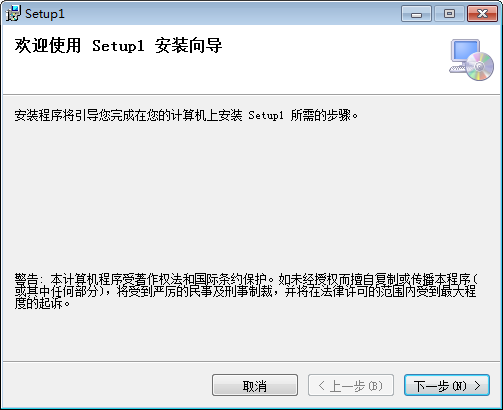 Setup1
欢迎使用 Setup1 安装向导
安装程序将引导您完成在您的计算机上安装 Setup1 所需的步骤。
警告: 本计算机程序受著作权法和国际条约保护。如未经授权而擅自复制或传播本程序(
或其中任何部分)，将受到严厉的民事及刑事制裁，并将在法律许可的范围内受到最大程
度的起诉。
取消
< 上一步(B)
下一步(N) >